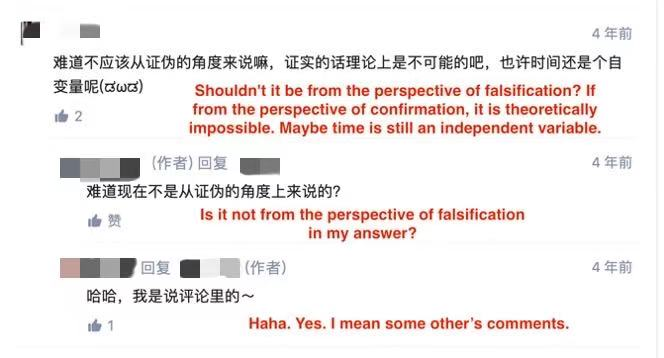 4 年前
难道不应该从证伪的角度来说嘛，证实的话理论上是不可能的吧，也许时间还是个自
变量呢(ರωರ)
Shouldn't it be from the perspective of falsification? If
from the perspective of confirmation, it is theoretically
impossible. Maybe time is still an independent variable.
2
(作者) 回复
4 年前
难道现在不是从证伪的角度上来说的?
赞
Is it not from the perspective of falsification
in my answer?
回复 (作者)
4 年前
哈哈，我是说评论里的～
1
Haha. Yes. I mean some other's comments.